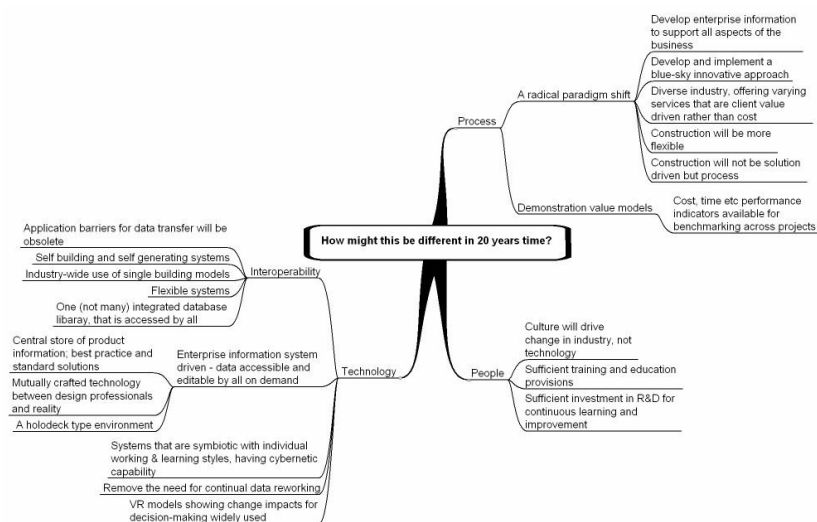 How might this be different in 20 years time?
Process
A radical paradigm shift
Develop enterprise information
to support all aspects of the
business
Develop and implement a
blue-sky innovative approach
Diverse industry, offering varying
services that are client value
driven rather than cost
Construction will be more
flexible
Construction will not be solution
driven but process
Demonstration value models
Cost, time etc performance
indicators available for
benchmarking across projects
People
Culture will drive
change in industry, not
technology
Sufficient training and education
provisions
Sufficient investment in R&D for
continuous learning and
improvement
Technology
Interoperability
Application barriers for data transfer will be
obsolete
Self building and self generating systems
Industry-wide use of single building models
Flexible systems
One (not many) integrated database
libaray, that is accessed by all
Enterprise information system
driven - data accessible and
editable by all on demand
Central store of product
information; best practice and
standard solutions
Mutually crafted technology
between design professionals
and reality
A holodeck type environment
Systems that are symbiotic with individual
working & learning styles, having cybernetic
capability
Remove the need for continual data reworking
VR models showing change impacts for
decision-making widely used